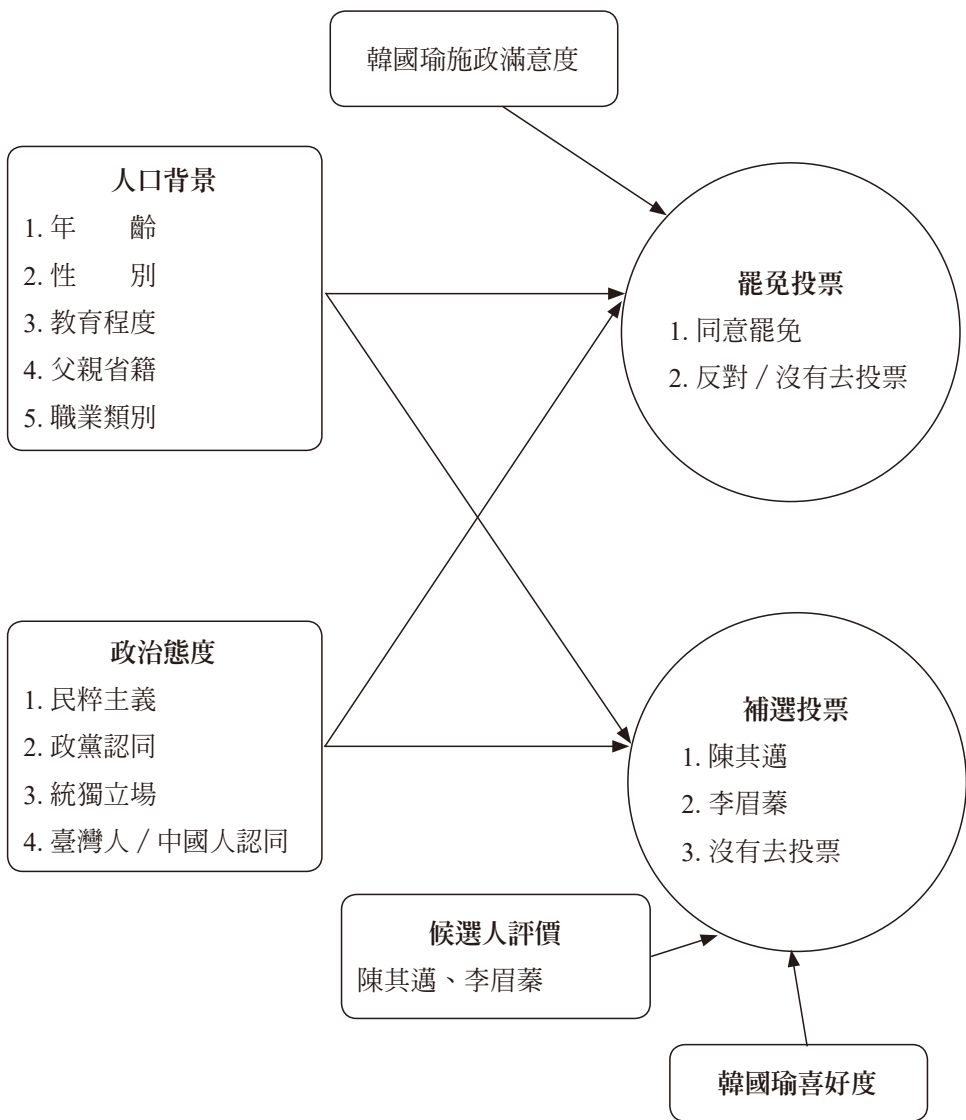 韓國瑜施政滿意度
人口背景
1. 年　　齡
2. 性　　別
3. 教育程度
4. 父親省籍
5. 職業類別
罷免投票
1. 同意罷免
2. 反對／沒有去投票
政治態度
1. 民粹主義
2. 政黨認同
3. 統獨立場
4. 臺灣人／中國人認同
補選投票
1. 陳其邁
2. 李眉蓁
3. 沒有去投票
候選人評價
陳其邁、李眉蓁
韓國瑜喜好度